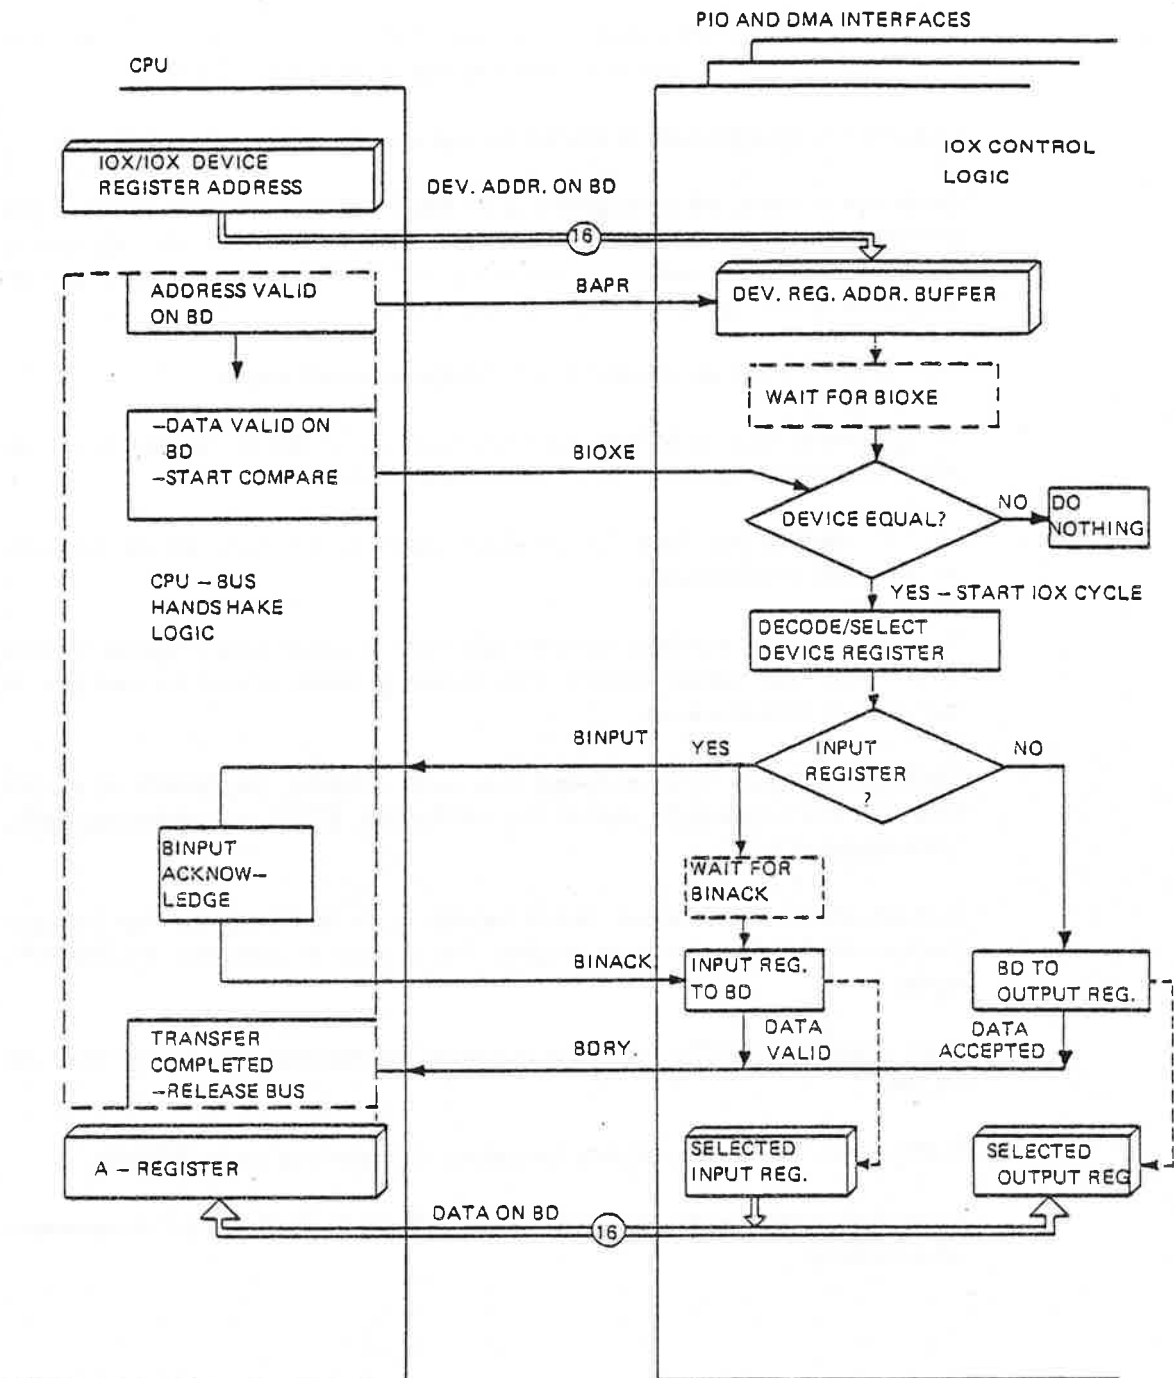 PIO AND DMA INTERFACES
CPU
IOX CONTROL
LOGIC
IOX/IOX DEVICE
REGISTER ADDRESS
DEV. ADDR. ON BD
16
ADDRESS VALID
ON BD
BAPR
DEV. REG. ADDR. BUFFER
WAIT FOR BIOXE
—DATA VALID ON
BD
—START COMPARE
BIOXE
DEVICE EQUAL?
NO
DO
NOTHING
YES — START IOX CYCLE
CPU — BUS
HANDSHAKE
LOGIC
DECODE/SELECT
DEVICE REGISTER
BINPUT
YES
INPUT
REGISTER
?
NO
BINPUT
ACKNOW—
LEDGE
WAIT FOR
BINACK
BINACK
INPUT REG.
TO BD
BD TO
OUTPUT REG.
TRANSFER
COMPLETED
—RELEASE BUS
BDRY.
DATA
VALID
DATA
ACCEPTED
A — REGISTER
SELECTED
INPUT REG.
SELECTED
OUTPUT REG
DATA ON BD
16